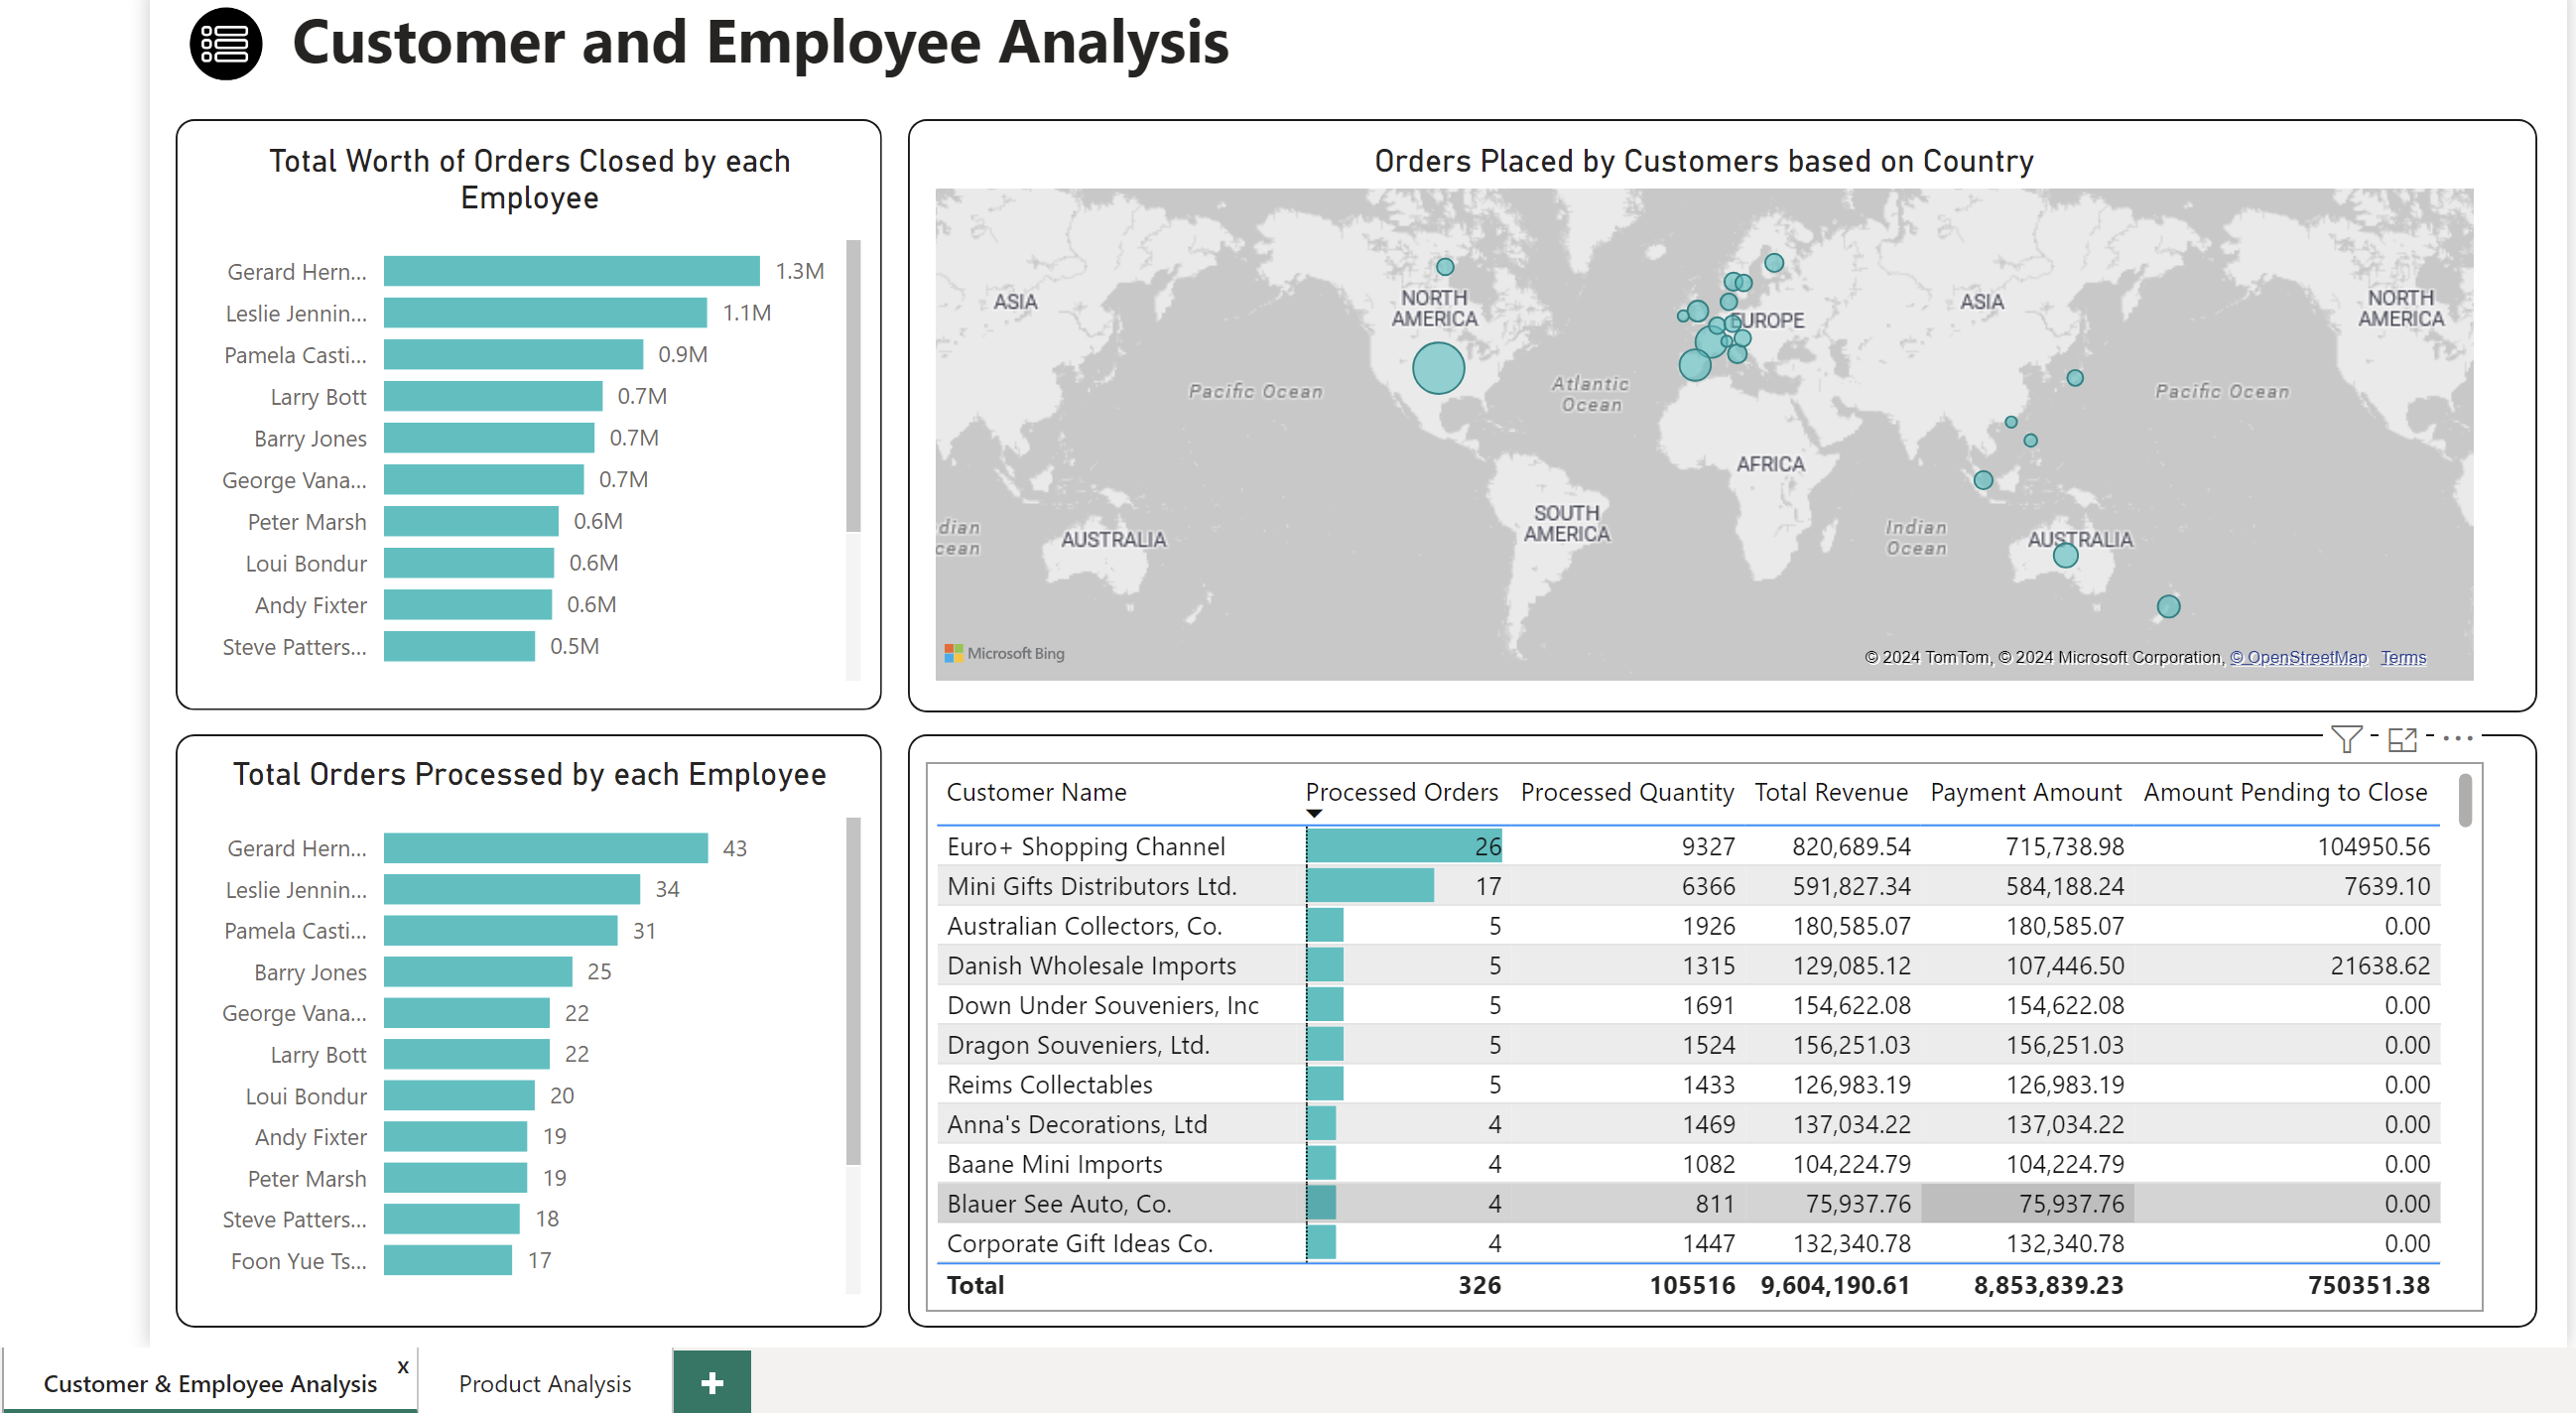 Customer and Employee Analysis
Total Worth of Orders Closed by each
Employee
Gerard Hern... 1.3M
Leslie Jennin... 1.1M
Pamela Casti... 0.9M
Larry Bott 0.7M
Barry Jones 0.7M
George Vana... 0.7M
Peter Marsh 0.6M
Loui Bondur 0.6M
Andy Fixter 0.6M
Steve Patters... 0.5M
Orders Placed by Customers based on Country
ASIA
NORTH
AMERICA
EUROPE
ASIA
NORTH
AMERICA
Pacific Ocean
Atlantic
Ocean
Pacific Ocean
AFRICA
dian
cean
AUSTRALIA
SOUTH
AMERICA
Indian
Ocean
AUSTRALIA
Microsoft Bing
© 2024 TomTom, © 2024 Microsoft Corporation, © OpenStreetMap Terms
Total Orders Processed by each Employee
Gerard Hern... 43
Leslie Jennin... 34
Pamela Casti... 31
Barry Jones 25
George Vana... 22
Larry Bott 22
Loui Bondur 20
Andy Fixter 19
Peter Marsh 19
Steve Patters... 18
Foon Yue Ts... 17
Customer Name Processed Orders Processed Quantity Total Revenue Payment Amount Amount Pending to Close
Euro+ Shopping Channel 26 9327 820,689.54 715,738.98 104950.56
Mini Gifts Distributors Ltd. 17 6366 591,827.34 584,188.24 7639.10
Australian Collectors, Co. 5 1926 180,585.07 180,585.07 0.00
Danish Wholesale Imports 5 1315 129,085.12 107,446.50 21638.62
Down Under Souveniers, Inc 5 1691 154,622.08 154,622.08 0.00
Dragon Souveniers, Ltd. 5 1524 156,251.03 156,251.03 0.00
Reims Collectables 5 1433 126,983.19 126,983.19 0.00
Anna's Decorations, Ltd 4 1469 137,034.22 137,034.22 0.00
Baane Mini Imports 4 1082 104,224.79 104,224.79 0.00
Blauer See Auto, Co. 4 811 75,937.76 75,937.76 0.00
Corporate Gift Ideas Co. 4 1447 132,340.78 132,340.78 0.00
Total 326 105516 9,604,190.61 8,853,839.23 750351.38
Customer & Employee Analysis x
Product Analysis
+